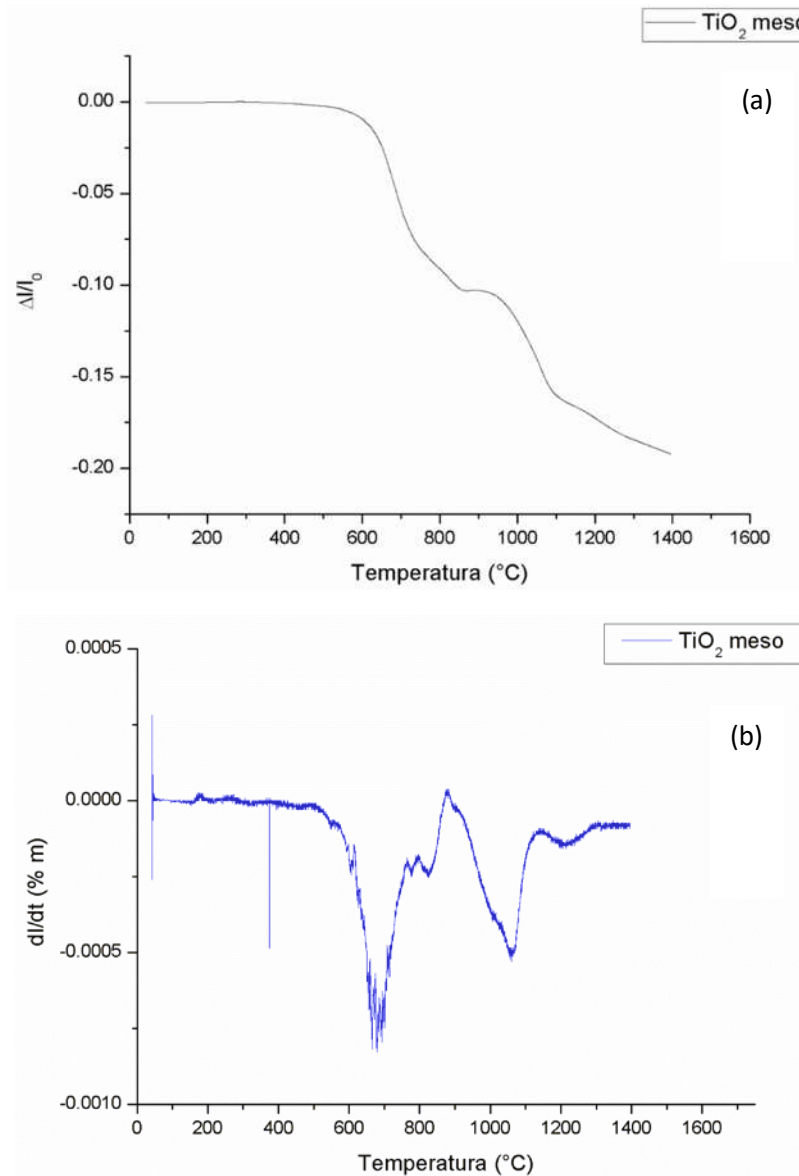 TiO2 meso
(a)
0.00
-0.05
-0.10
-0.15
-0.20
Δl/l0
0 200 400 600 800 1000 1200 1400 1600
Temperatura (°C)
TiO2 meso
(b)
0.0005
0.0000
-0.0005
-0.0010
dl/dt (% m)
0 200 400 600 800 1000 1200 1400 1600
Temperatura (°C)